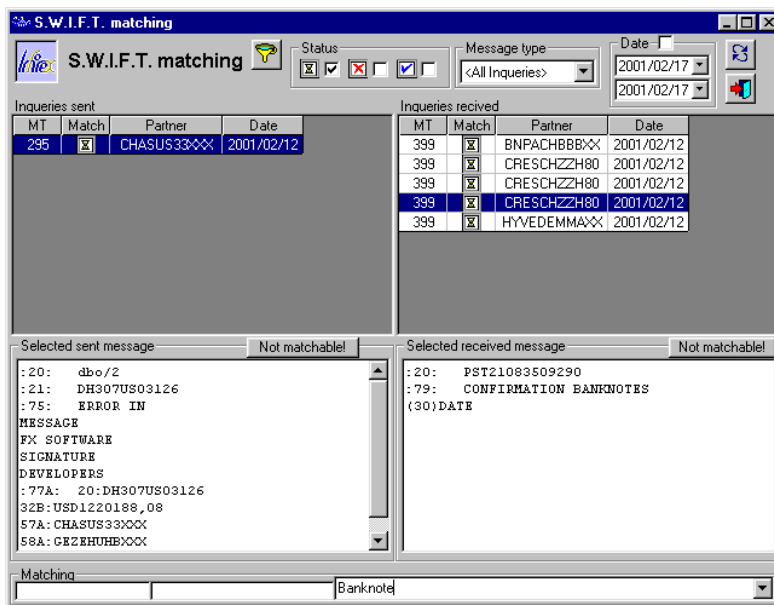 S.W.I.F.T. matching
S.W.I.F.T. matching
Status
Message type
<All Inqueries>
Date
2001/02/17
2001/02/17
Inqueries sent
MT Match Partner Date
295 CHASUS33XXX 2001/02/12
Inqueries recived
MT Match Partner Date
399 BNPACHBBBXX 2001/02/12
399 CRESCHZZH80 2001/02/12
399 CRESCHZZH80 2001/02/12
399 CRESCHZZH80 2001/02/12
399 HYVEDEMMAXX 2001/02/12
Selected sent message
Not matchable!
:20: dbo/2
:21: DH307US03126
:75: ERROR IN
MESSAGE
FX SOFTWARE
SIGNATURE
DEVELOPERS
:77A: 20:DH307US03126
32B:USD1220188,08
57A:CHASUS33XXX
58A:GEZEHUHBXXX
Selected received message
Not matchable!
:20: PST21083509290
:79: CONFIRMATION BANKNOTES
(30)DATE
Matching
Banknote